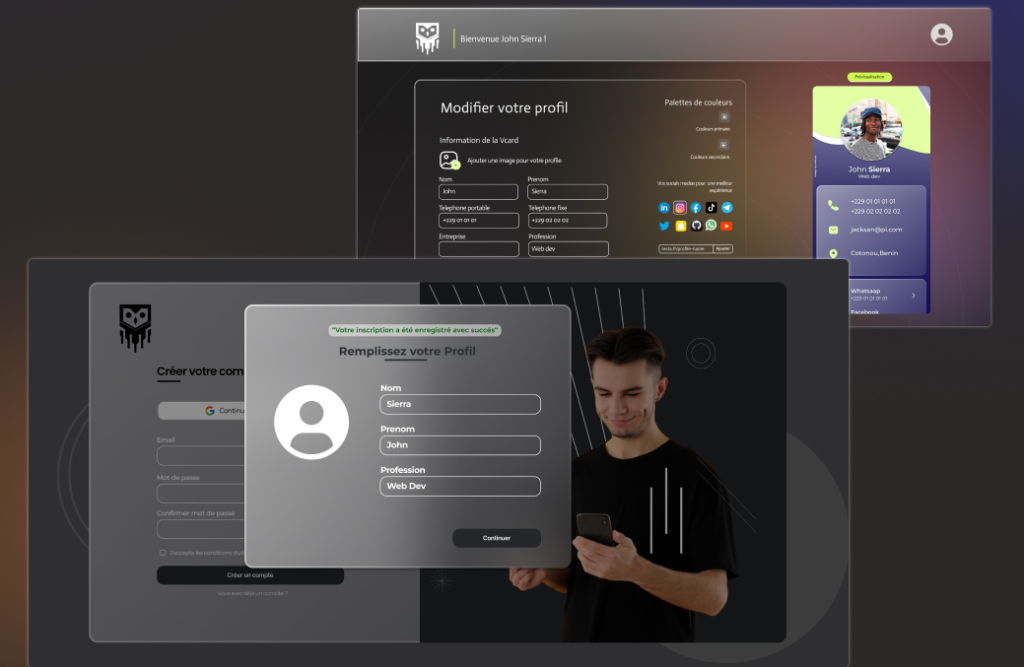 Bienvenue John Sierra !
Prévisualisation
Modifier votre profil
Palettes de couleurs
Couleurs primaire
Couleurs secondaire
Information de la Vcard
Ajouter une image pour votre profile
Nom
Prenom
John
Sierra
Telephone portable
Telephone fixe
+229 01 01 01
+229 02 02 02
Entreprise
Profession
Web dev
Vos socials medias pour une meilleur
expérience
Ajouter
John Sierra
Web dev
+229 01 01 01 01
+229 02 02 02 02
jacksan@pi.com
Cotonou,Benin
Whatsaap
+229 01 01 01 01
Facebook
Créer votre com
Continu
Email
Mot de passe
Confirmer mot de passe
J'accepte les conditions d'uti
Créer un compte
Vous avez déjà un compte ?
"Votre inscription a été enregistré avec succés"
Remplissez votre Profil
Nom
Sierra
Prenom
John
Profession
Web Dev
Continuer